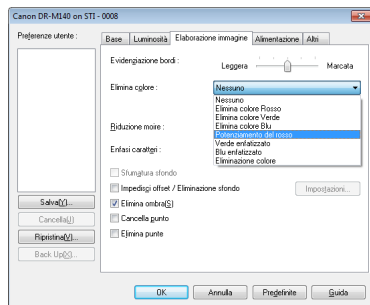 Canon DR-M140 on STI - 0008
Preferenze utente :
Base Luminosità Elaborazione immagine Alimentazione Altri
Evidenziazione bordi :
Leggera Marcata
Elimina colore : Nessuno
Nessuno
Elimina colore Rosso
Elimina colore Verde
Elimina colore Blu
Potenziamento del rosso
Verde enfatizzato
Blu enfatizzato
Eliminazione colore
Riduzione moire :
Enfasi caratteri :
Sfumatura sfondo
Impedisci offset / Eliminazione sfondo Impostazioni...
Elimina ombra(S)
Cancella punto
Elimina punte
Salva(Y)...
Cancella(J)
Ripristina(V)...
Back Up(X)...
OK Annulla Predefinite Guida